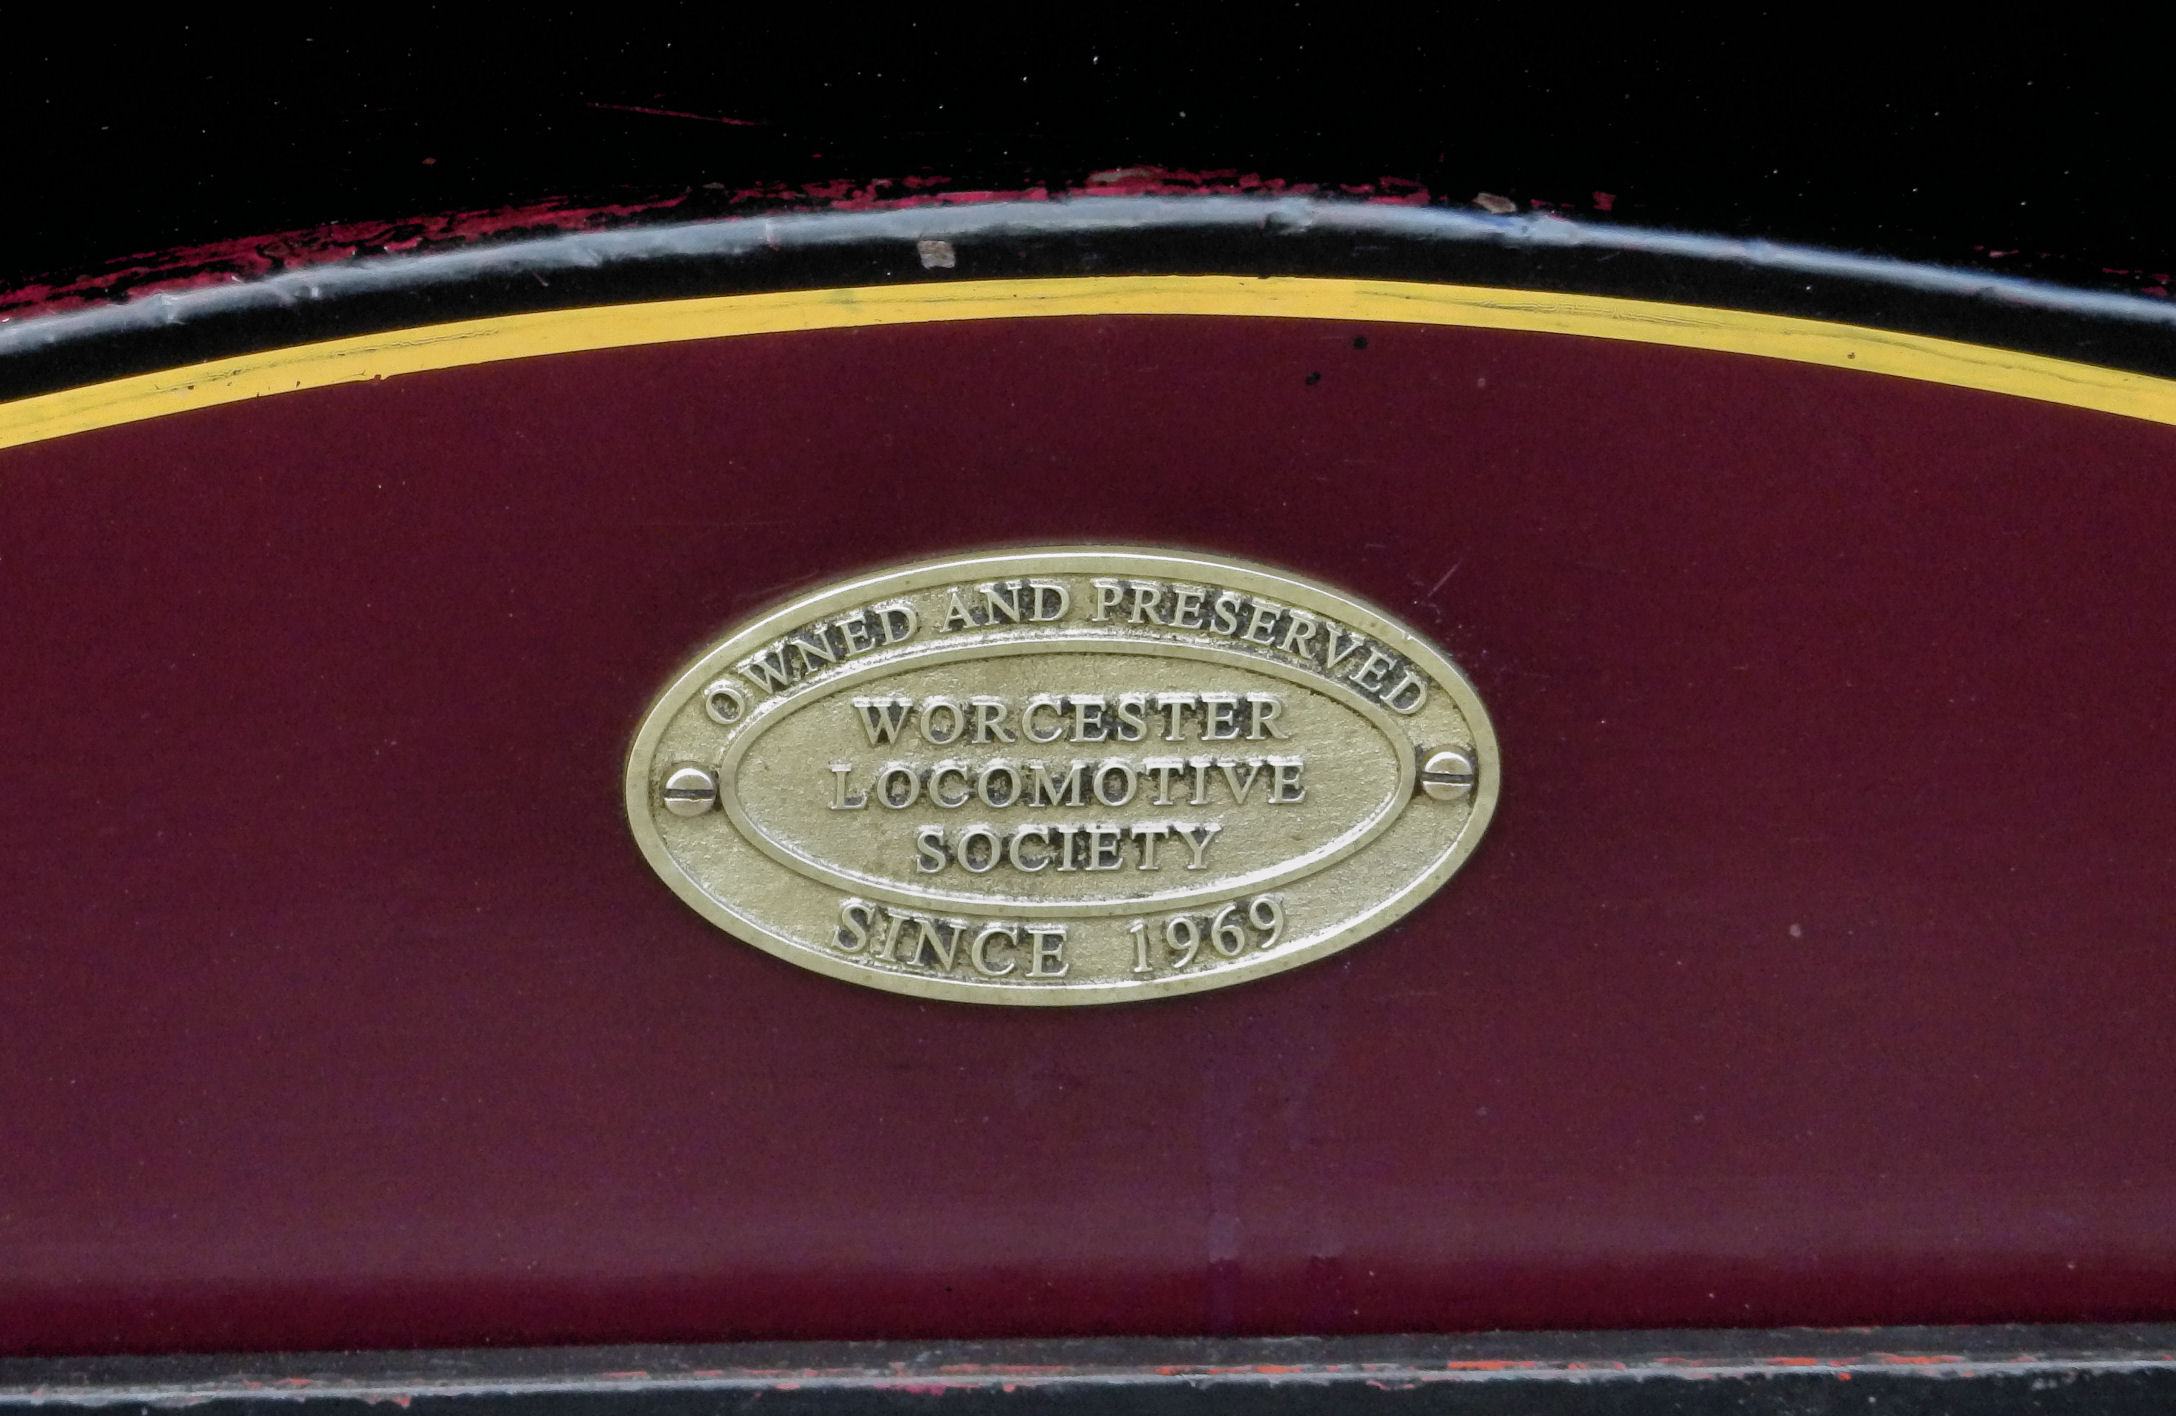 OWNED AND PRESERVED
WORCESTER
LOCOMOTIVE
SOCIETY
SINCE 1969